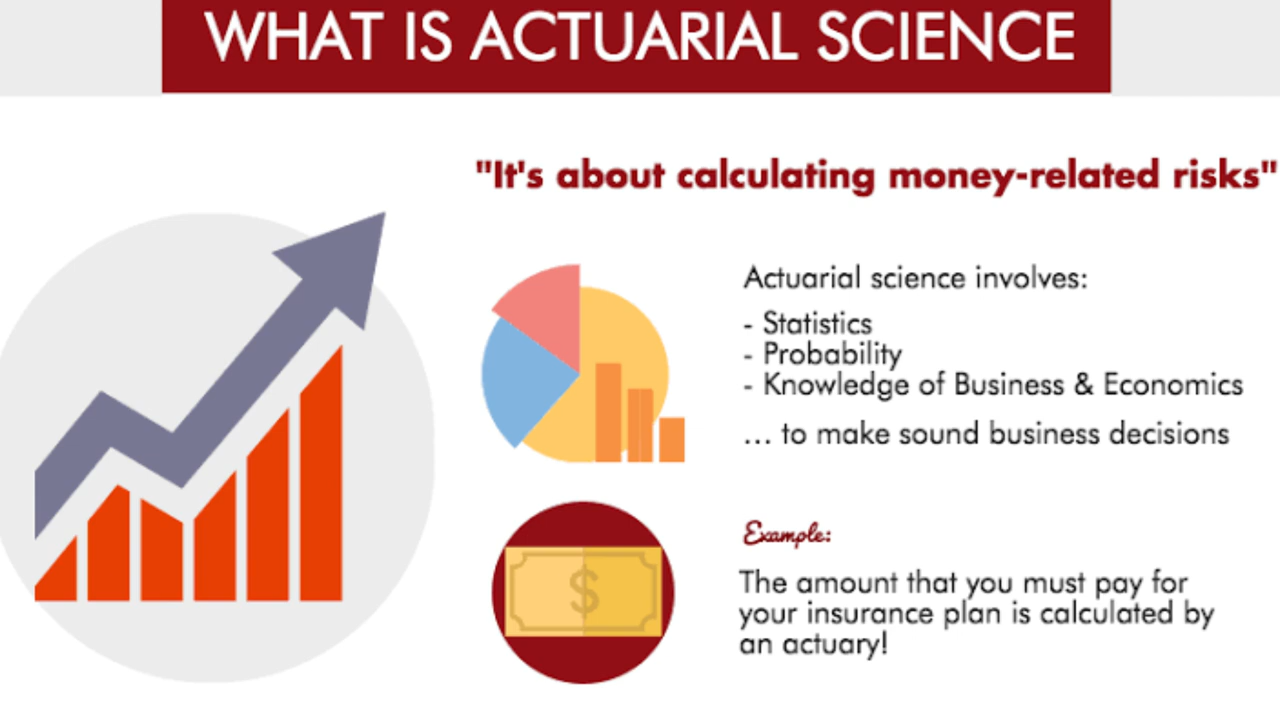 WHAT IS ACTUARIAL SCIENCE
"It's about calculating money-related risks"
Actuarial science involves:
- Statistics
- Probability
- Knowledge of Business & Economics
... to make sound business decisions
$
Example:
The amount that you must pay for
your insurance plan is calculated by
an actuary!